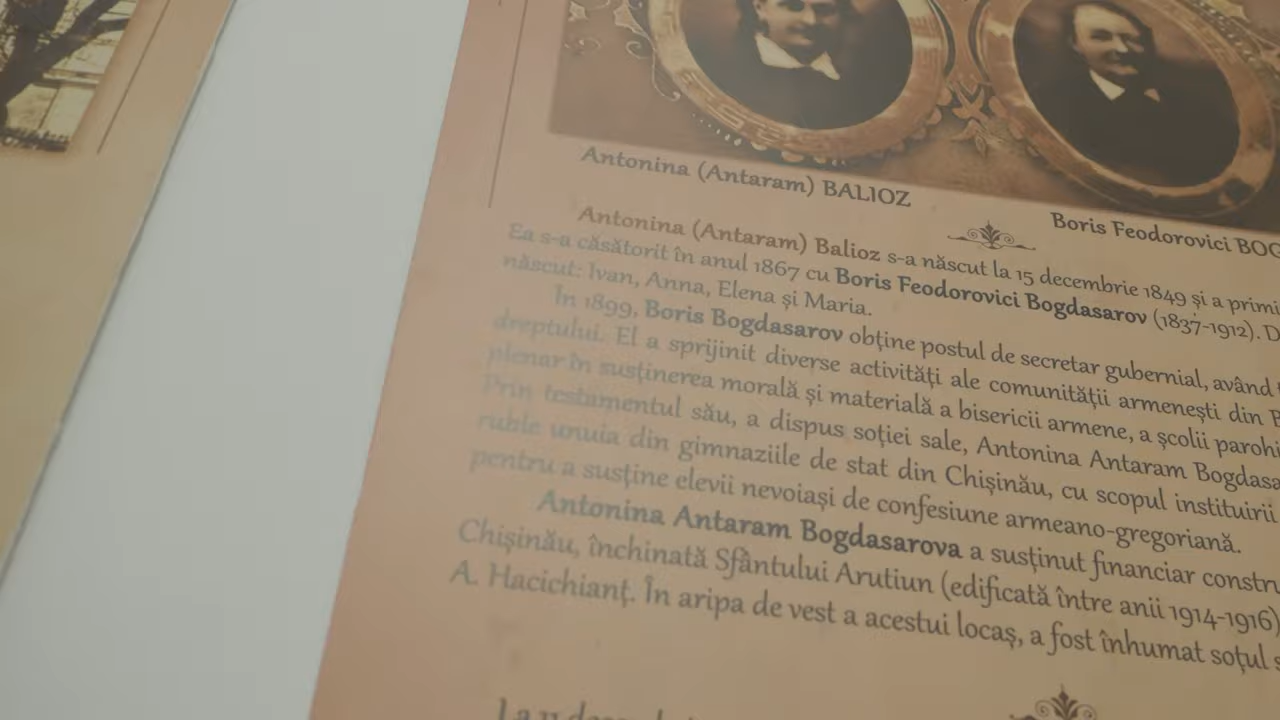 Antonina (Antaram) BALIOZ
Boris Feodorovici
Antonina (Antaram) Balioz s-a născut la 15 decembrie 1849 și a
Ea s-a căsătorit în anul 1867 cu Boris Feodorovici Bogdasarov (1837-1912).
născut: Ivan, Anna, Elena și Maria.
În 1899, Boris Bogdasarov obține postul de secretar gubernial, având
dreptului. El a sprijinit diverse activități ale comunității armenești din
plenar în susținerea morală și materială a bisericii armene, a școlii
Prin testamentul său, a dispus soției sale, Antonina Antaram
ruble unuia din gimnaziile de stat din Chișinău, cu scopul instituirii
pentru a susține elevii nevoiași de confesiune armeano-gregoriană.
Antonina Antaram Bogdasarova a susținut financiar
Chișinău, închinată Sfântului Arutiun (edificată între anii 1914-1916)
A. Hacichianț. În aripa de vest a acestui locaș, a fost înhumat soțul